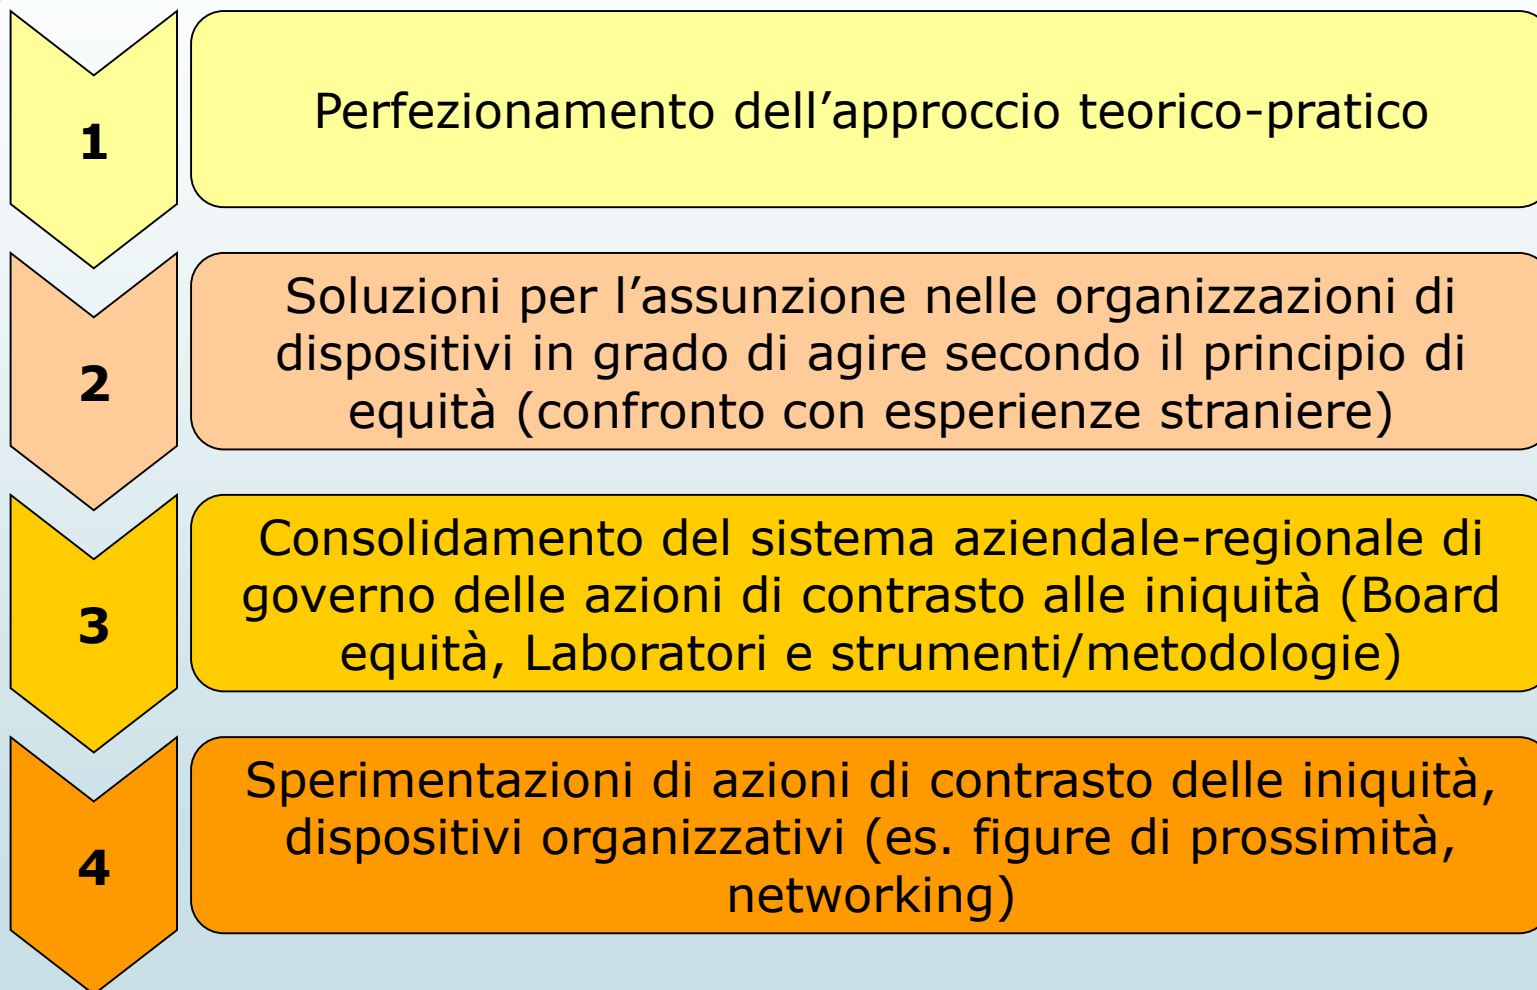 1
Perfezionamento dell’approccio teorico-pratico
2
Soluzioni per l’assunzione nelle organizzazioni di
dispositivi in grado di agire secondo il principio di
equità (confronto con esperienze straniere)
3
Consolidamento del sistema aziendale-regionale di
governo delle azioni di contrasto alle iniquità (Board
equità, Laboratori e strumenti/metodologie)
4
Sperimentazioni di azioni di contrasto delle iniquità,
dispositivi organizzativi (es. figure di prossimità,
networking)